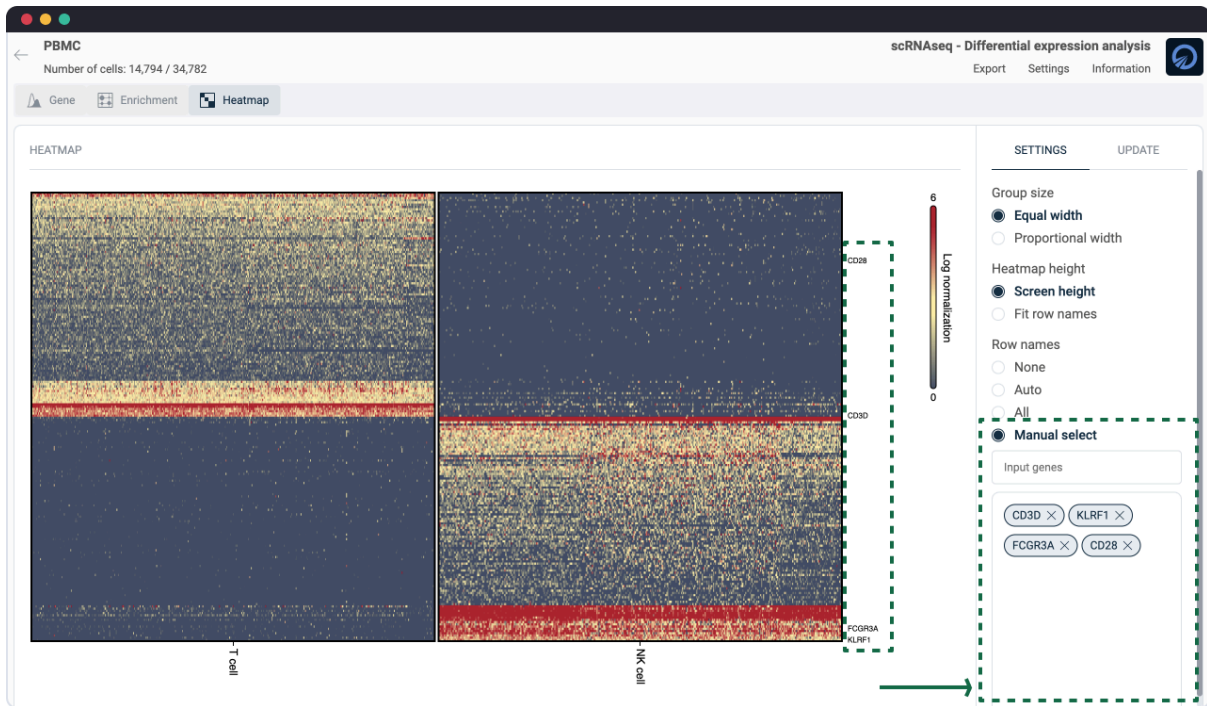 PBMC
scRNAseq - Differential expression analysis
Number of cells: 14,794 / 34,782
Export
Settings
Information
Gene
Enrichment
Heatmap
HEATMAP
SETTINGS
UPDATE
6
Log normalization
0
CD28
CD3D
FCGR3A
KLRF1
T cell
NK cell
Group size
Equal width
Proportional width
Heatmap height
Screen height
Fit row names
Row names
None
Auto
All
Manual select
Input genes
CD3D
KLRF1
FCGR3A
CD28